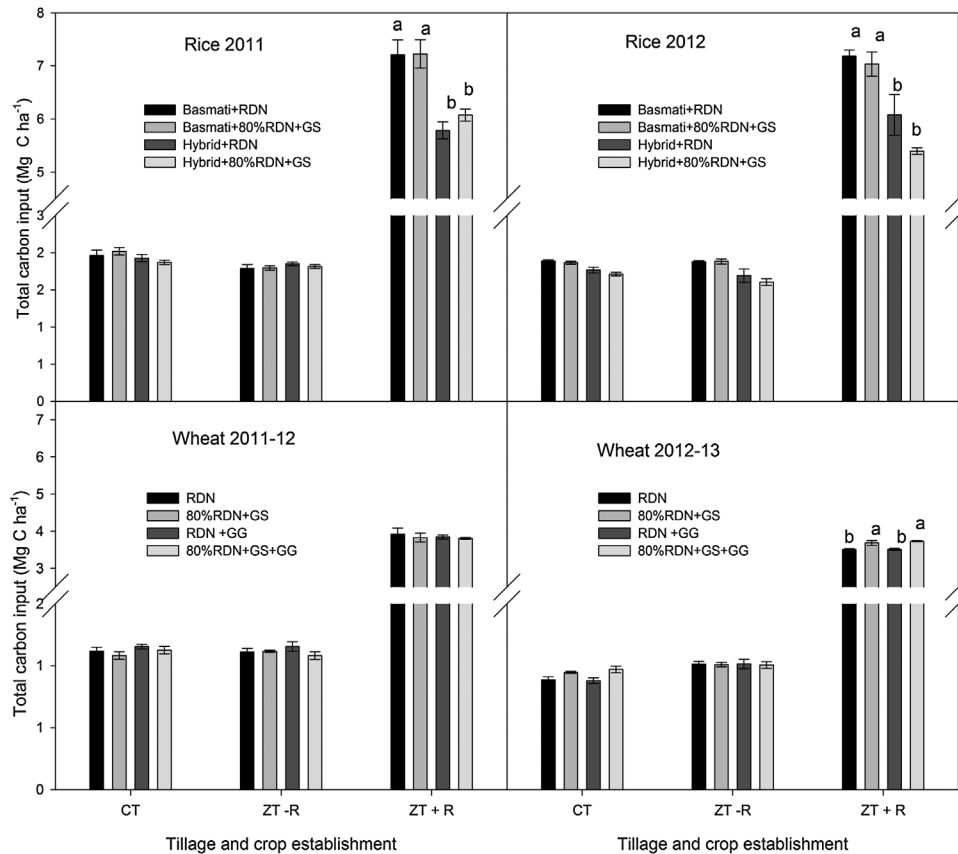 Total carbon input (Mg C ha⁻¹)
8
7
6
5
3
2
2
1
1
0
Rice 2011
Basmati+RDN
Basmati+80%RDN+GS
Hybrid+RDN
Hybrid+80%RDN+GS
a a
b b
Rice 2012
Basmati+RDN
Basmati+80%RDN+GS
Hybrid+RDN
Hybrid+80%RDN+GS
a a
b
b
Total carbon input (Mg C ha⁻¹)
7
6
5
4
3
2
1
1
0
Wheat 2011-12
RDN
80%RDN+GS
RDN +GG
80%RDN+GS+GG
CT ZT -R ZT + R
Tillage and crop establishment
Wheat 2012-13
RDN
80%RDN+GS
RDN +GG
80%RDN+GS+GG
b a b a
CT ZT -R ZT + R
Tillage and crop establishment